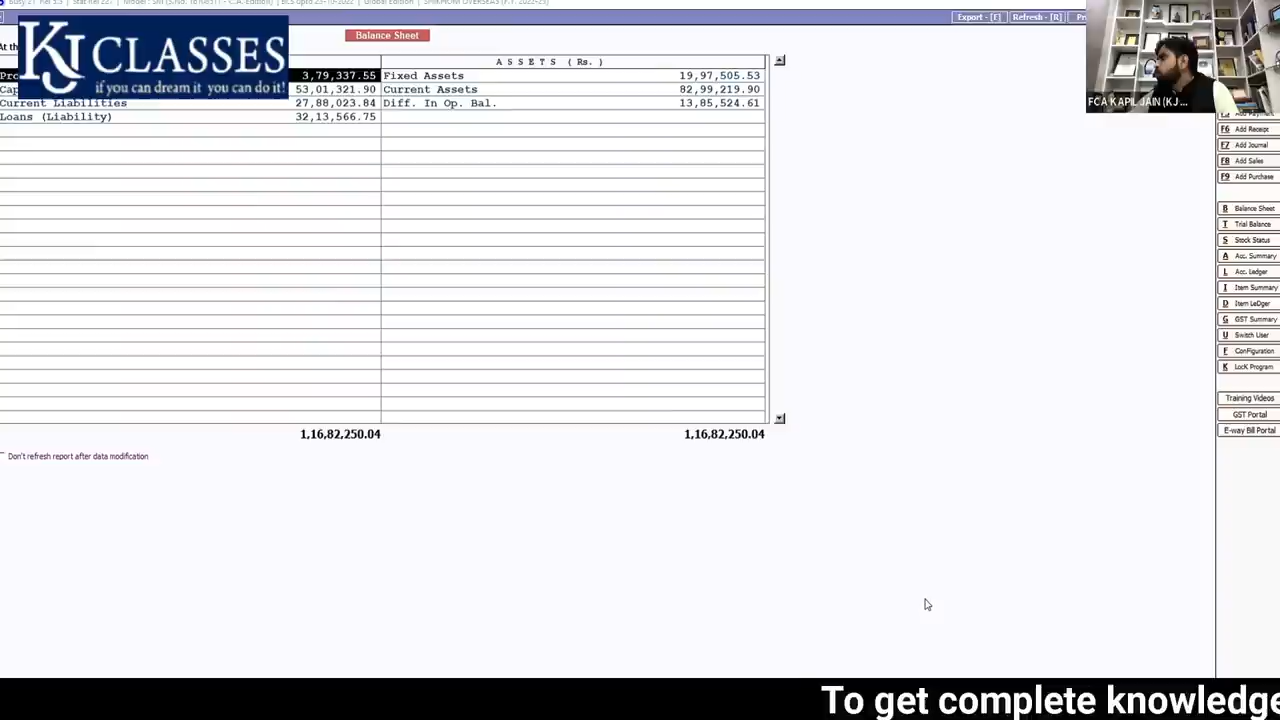 Export - [E] Refresh - [R]
KJ CLASSES
if you can dream it you can do it!
Balance Sheet
At th
ASSETS (Rs.)
3,79,337.55 Fixed Assets 19,97,505.53
53,01,321.90 Current Assets 82,99,219.90
Current Liabilities 27,88,023.84 Diff. In Op. Bal. 13,85,524.61
Loans (Liability) 32,13,566.75
1,16,82,250.04 1,16,82,250.04
Don't refresh report after data modification
FCA KAPIL JAIN (KJ ...
F6 Add Receipt
F7 Add Journal
F8 Add Sales
F9 Add Purchase
B Balance Sheet
T Trial Balance
S Stock Status
A Acc. Summary
L Acc. Ledger
I Item Summary
D Item LeDger
G GST Summary
U Switch User
F ConFiguration
K LocK Program
Training Videos
GST Portal
E-way Bill Portal
To get complete knowledge